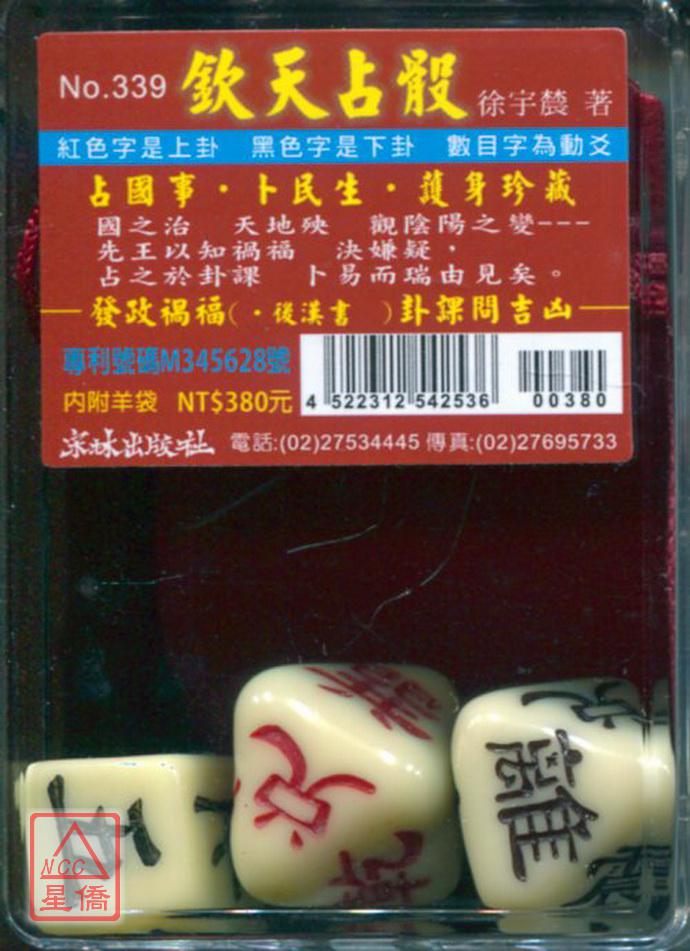 No.339 欽天占骰 徐宇辳 著
紅色字是上卦 黑色字是下卦 數目字為動爻
占國事・卜民生・護身珍藏
國之治 天地殃 觀陰陽之變---
先王以知禍福 決嫌疑，
占之於卦課 卜易而瑞由見矣。
發政禍福(・後漢書 )卦課問吉凶
專利號碼M345628號
內附羊袋 NT$380元
4 522312 542536
00380
宋林出版社 電話:(02)27534445 傳真:(02)27695733
兌
離
NCC
星僑